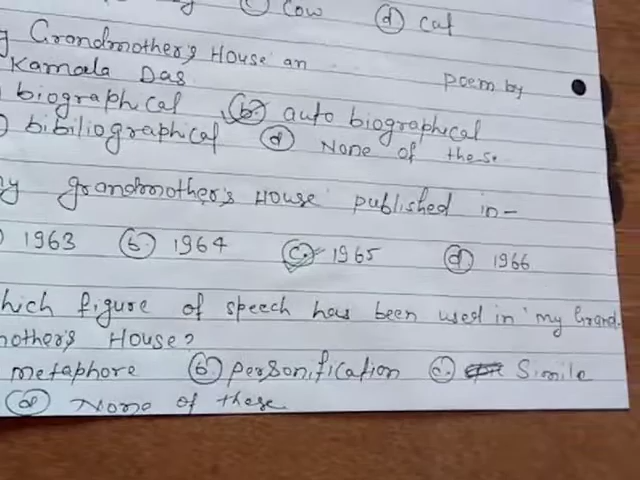 (c) Cow (d) cat
Grandmother's House an poem by
Kamala Das
biographical (b.) auto biographical
bibiliographical (d) None of these
grandmother's House published in-
1963 (b.) 1964 (c.) 1965 (d.) 1966
hich figure of speech has been used in 'my Grand-
mother's House?
metaphore (b.) personification (c.) Simile
(d) None of these